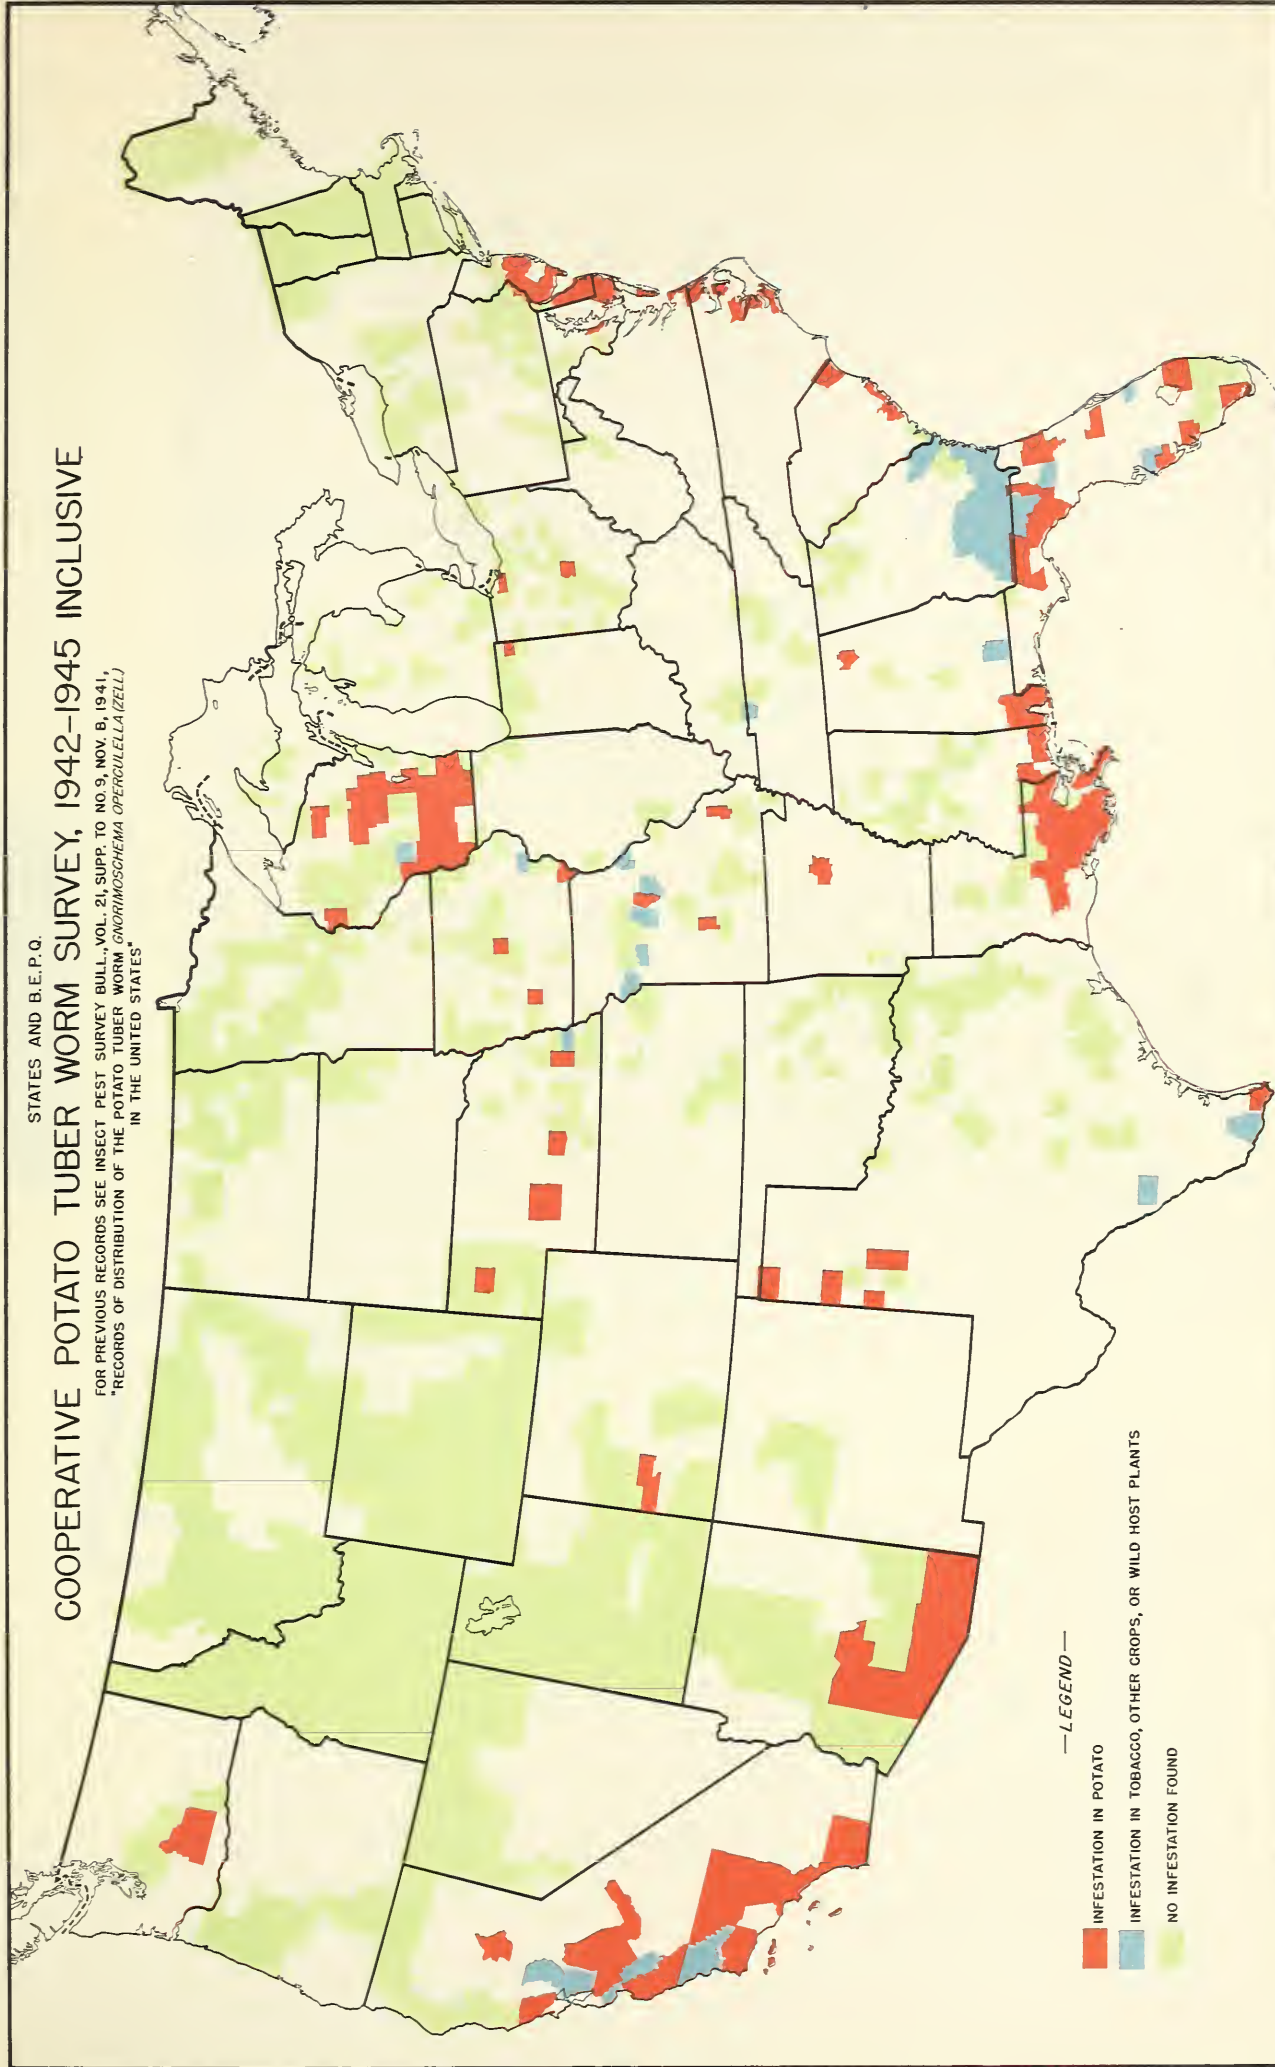 STATES AND B.E.P.Q.
COOPERATIVE POTATO TUBER WORM SURVEY, 1942-1945 INCLUSIVE
FOR PREVIOUS RECORDS SEE INSECT PEST SURVEY BULL., VOL. 21, SUPP. TO NO. 9, NOV. 8, 1941,
"RECORDS OF DISTRIBUTION OF THE POTATO TUBER WORM GNORIMOSCHEMA OPERCULELLA (ZELL.)
IN THE UNITED STATES"
—LEGEND—
INFESTATION IN POTATO
INFESTATION IN TOBACCO, OTHER CROPS, OR WILD HOST PLANTS
NO INFESTATION FOUND